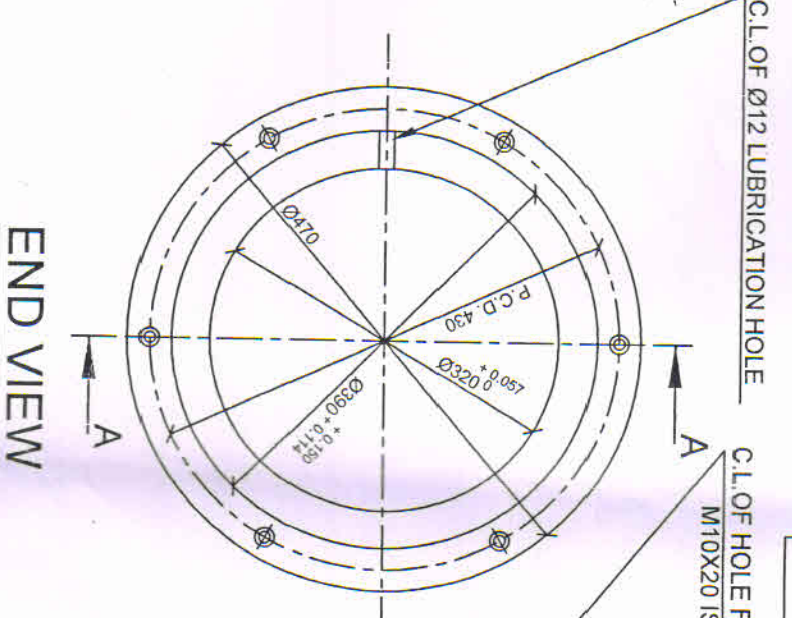 C.L.OF Ø12 LUBRICATION HOLE
Ø470
P.C.D. 430
Ø320 +0.057 0
Ø390 +0.150 +0.114
A
A
END VIEW
C.L.OF HOLE F
M10X20 IS